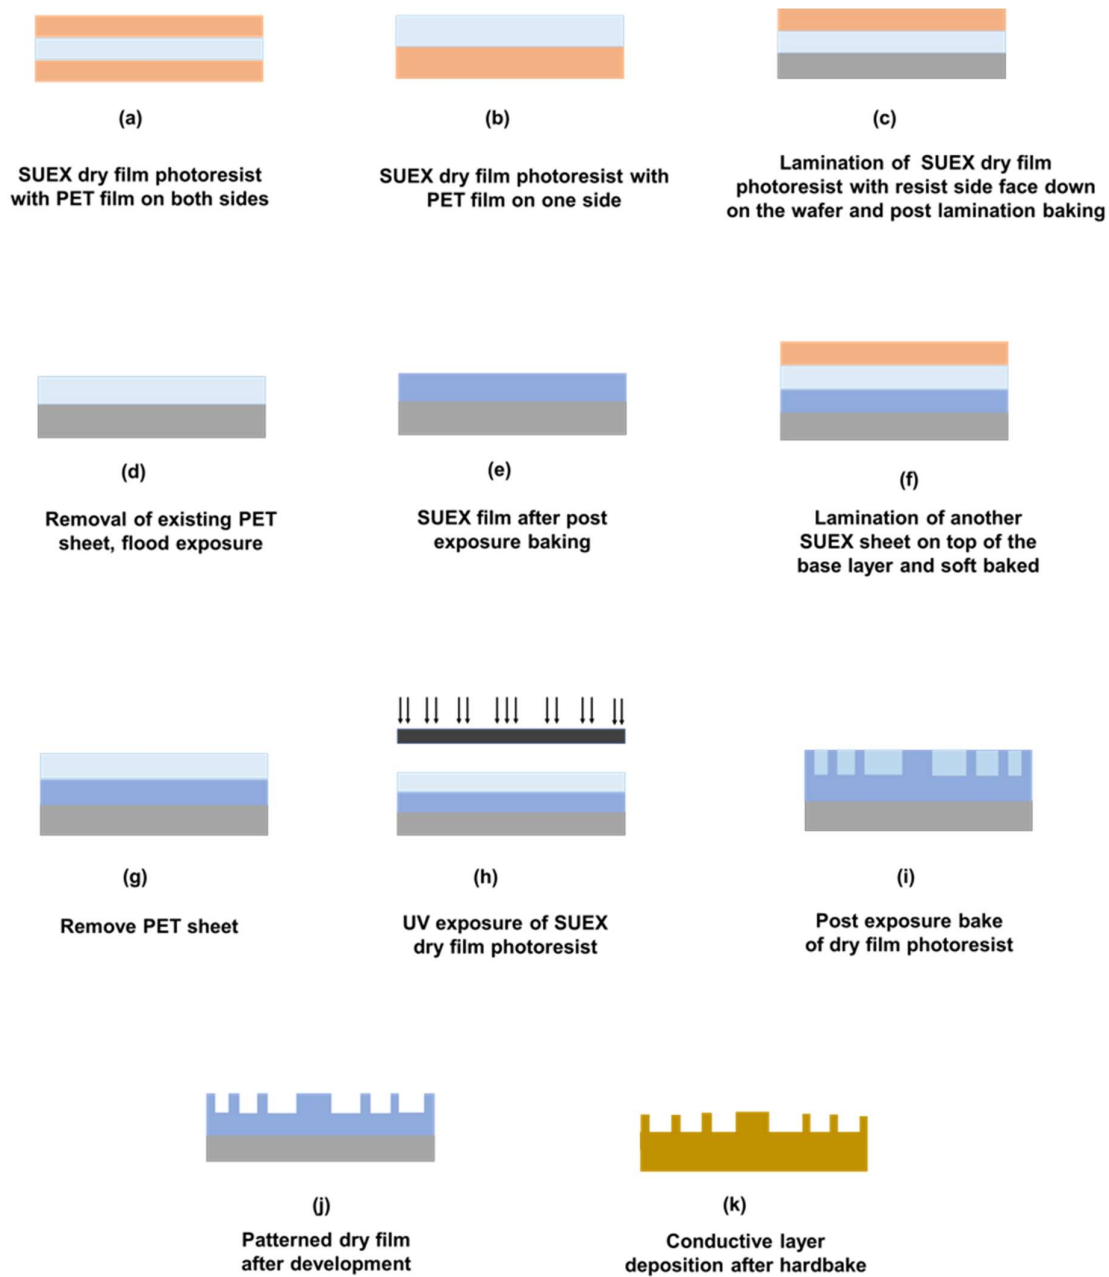 (a)
SUEX dry film photoresist
with PET film on both sides
(b)
SUEX dry film photoresist with
PET film on one side
(c)
Lamination of SUEX dry film
photoresist with resist side face down
on the wafer and post lamination baking
(d)
Removal of existing PET
sheet, flood exposure
(e)
SUEX film after post
exposure baking
(f)
Lamination of another
SUEX sheet on top of the
base layer and soft baked
(g)
Remove PET sheet
(h)
UV exposure of SUEX
dry film photoresist
(i)
Post exposure bake
of dry film photoresist
(j)
Patterned dry film
after development
(k)
Conductive layer
deposition after hardbake